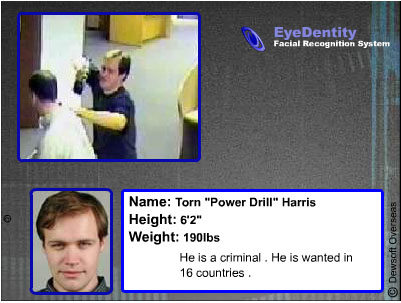 EyeDentity
Facial Recognition System
Name: Torn "Power Drill" Harris
Height: 6'2"
Weight: 190lbs
He is a criminal . He is wanted in
16 countries .
© Dewsoft Overseas
©